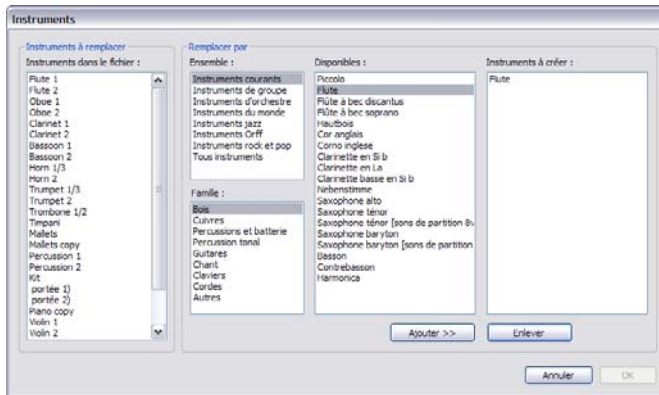 Instruments
Instruments à remplacer
Instruments dans le fichier :
Flute 1
Flute 2
Oboe 1
Oboe 2
Clarinet 1
Clarinet 2
Bassoon 1
Bassoon 2
Horn 1/3
Horn 2
Trumpet 1/3
Trumpet 2
Trombone 1/2
Timpani
Mallets
Mallets copy
Percussion 1
Percussion 2
Kit
portée 1)
portée 2)
Piano copy
Violin 1
Violin 2
Remplacer par
Ensemble :
Instruments courants
Instruments de groupe
Instruments d'orchestre
Instruments du monde
Instruments jazz
Instruments Orff
Instruments rock et pop
Tous instruments
Famille :
Bois
Cuivres
Percussions et batterie
Percussion tonal
Guitares
Chant
Claviers
Cordes
Autres
Disponibles :
Piccolo
Flute
Flûte à bec discantus
Flûte à bec soprano
Hautbois
Cor anglais
Corno inglese
Clarinette en Si b
Clarinette en La
Clarinette basse en Si b
Nebenstimme
Saxophone alto
Saxophone ténor
Saxophone ténor [sons de partition 8v
Saxophone baryton
Saxophone baryton [sons de partition
Basson
Contrebasson
Harmonica
Instruments à créer :
Flute
Ajouter >>
Enlever
Annuler
OK